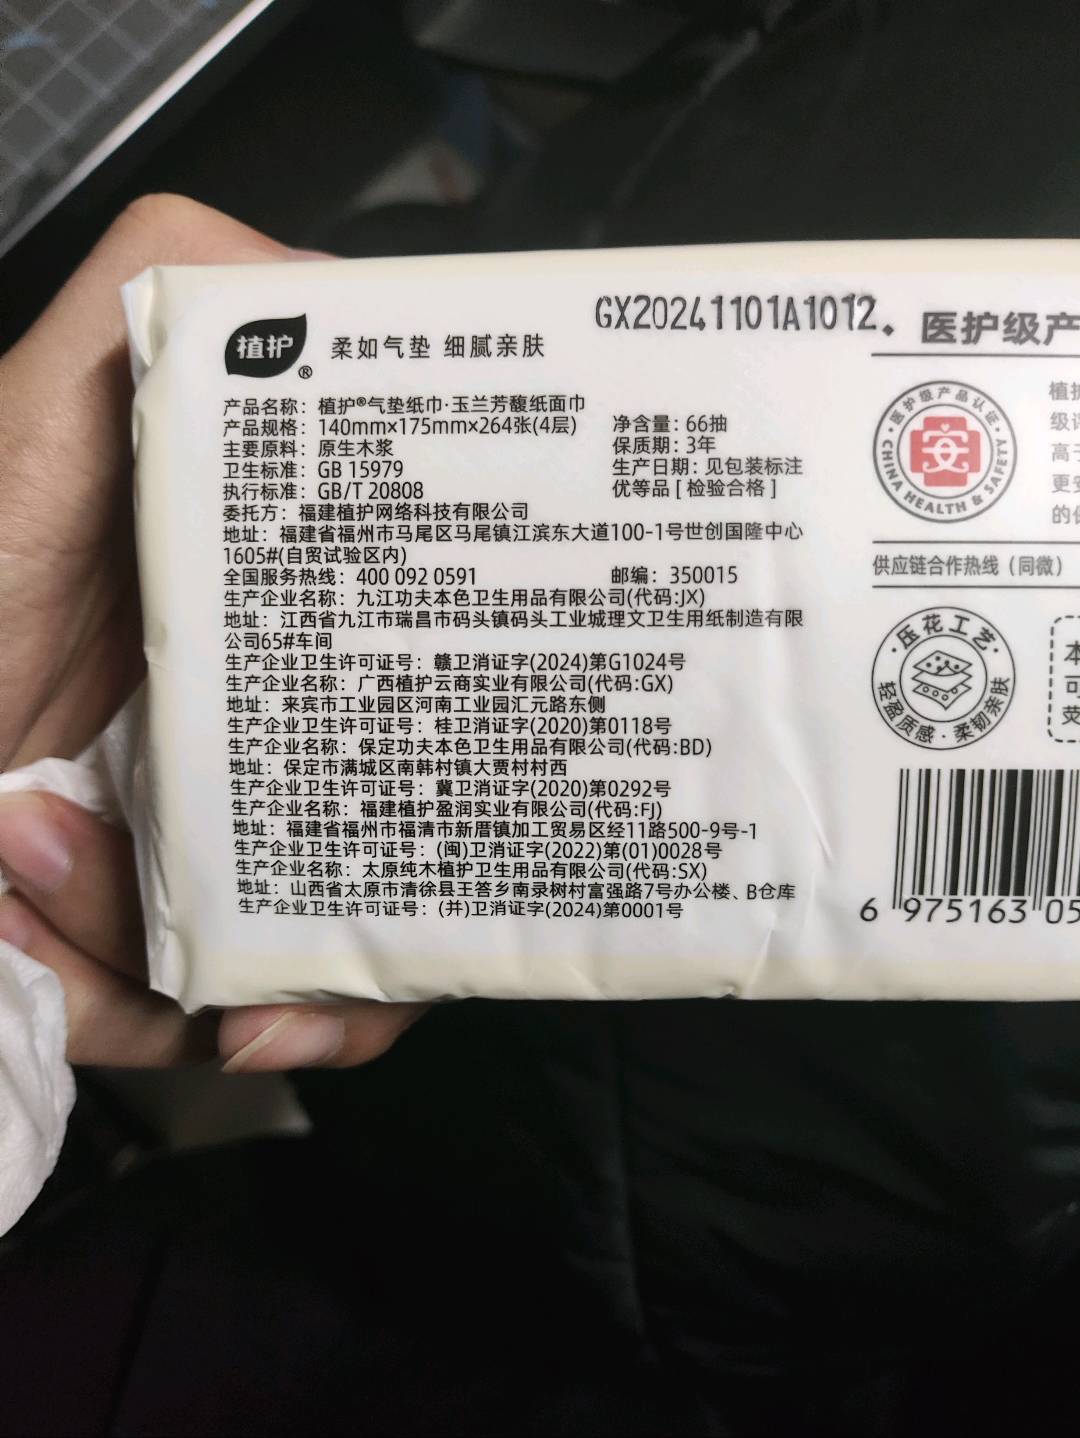 GX20241101A1012.
植护®
柔如气垫 细腻亲肤
产品名称：植护®气垫纸巾·玉兰芳馥纸面巾
产品规格：140mm×175mm×264张(4层)
净含量：66抽
主要原料：原生木浆
保质期：3年
卫生标准：GB 15979
生产日期：见包装标注
执行标准：GB/T 20808
优等品 [ 检验合格 ]
委托方：福建植护网络科技有限公司
地址：福建省福州市马尾区马尾镇江滨东大道100-1号世创国隆中心
1605#(自贸试验区内)
全国服务热线：400 092 0591
邮编：350015
生产企业名称：九江功夫本色卫生用品有限公司(代码:JX)
地址：江西省九江市瑞昌市码头镇码头工业城理文卫生用纸制造有限
公司65#车间
生产企业卫生许可证号：赣卫消证字(2024)第G1024号
生产企业名称：广西植护云商实业有限公司(代码:GX)
地址：来宾市工业园区河南工业园汇元路东侧
生产企业卫生许可证号：桂卫消证字(2020)第0118号
生产企业名称：保定功夫本色卫生用品有限公司(代码:BD)
地址：保定市满城区南韩村镇大贾村村西
生产企业卫生许可证号：冀卫消证字(2020)第0292号
生产企业名称：福建植护盈润实业有限公司(代码:FJ)
地址：福建省福州市福清市新厝镇加工贸易区经11路500-9号-1
生产企业卫生许可证号：(闽)卫消证字(2022)第(01)0028号
生产企业名称：太原纯木植护卫生用品有限公司(代码:SX)
地址：山西省太原市清徐县王答乡南录树村富强路7号办公楼、B仓库
生产企业卫生许可证号：(并)卫消证字(2024)第0001号
医护级产
医护级产品认证
安
CHINA HEALTH & SAFETY
植
级
高于
更安
的
供应链合作热线（同微）
压花工艺
轻盈质感·柔韧亲肤
本
可
荧
6 975163 05